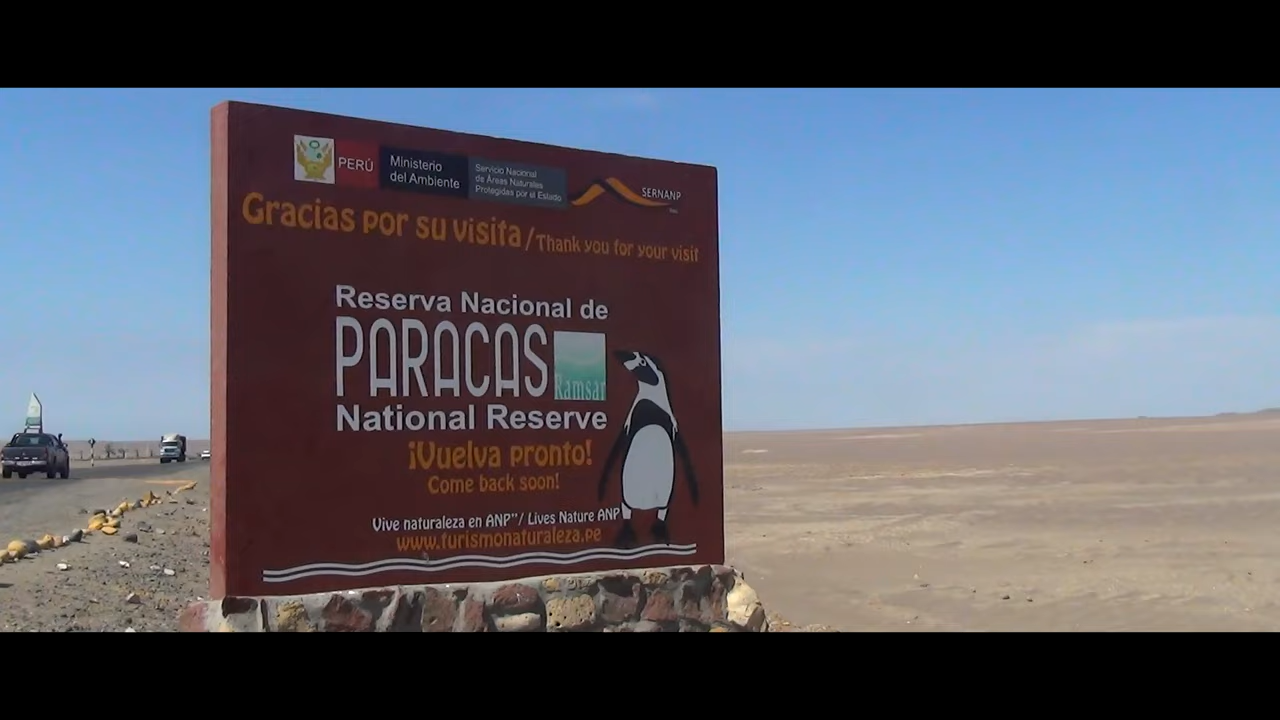 PERÚ
Ministerio
del Ambiente
Servicio Nacional
de Áreas Naturales
Protegidas por el Estado
SERNANP
Gracias por su visita / Thank you for your visit
Reserva Nacional de
PARACAS
Ramsar
National Reserve
¡Vuelva pronto!
Come back soon!
Vive naturaleza en ANP"/ Lives Nature ANP
www.turismonaturaleza.pe